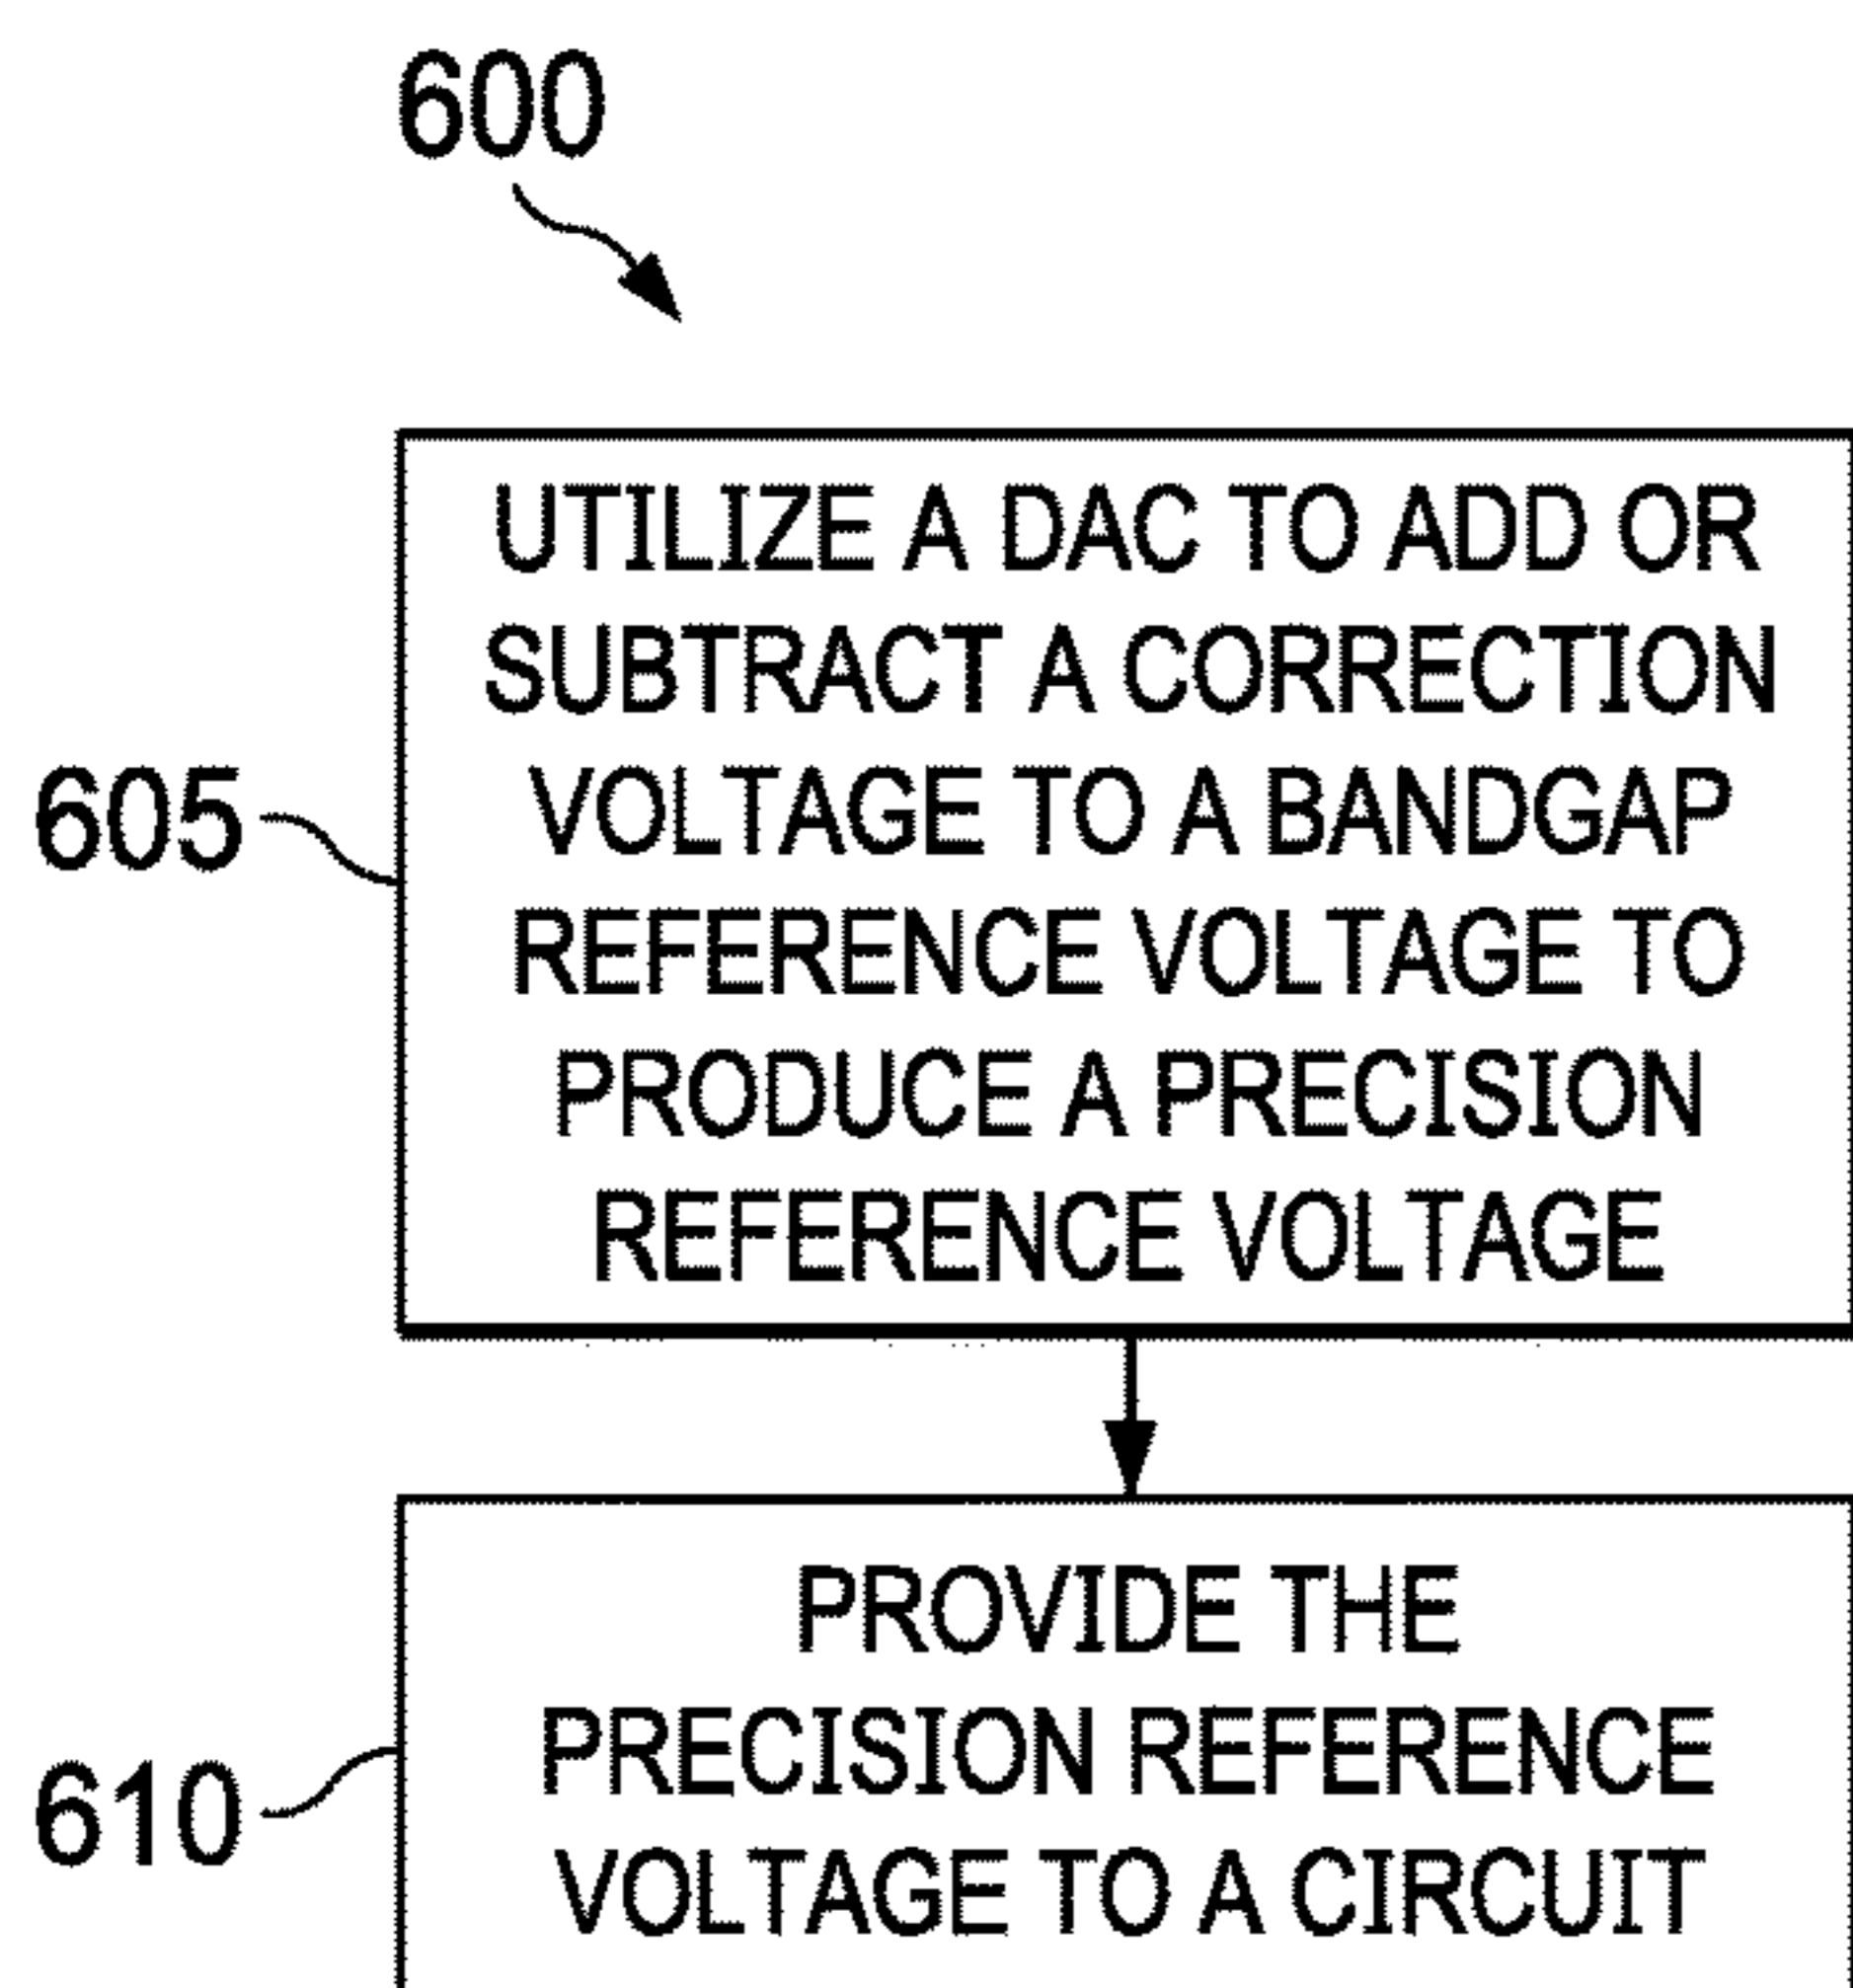 600
605
UTILIZE A DAC TO ADD OR
SUBTRACT A CORRECTION
VOLTAGE TO A BANDGAP
REFERENCE VOLTAGE TO
PRODUCE A PRECISION
REFERENCE VOLTAGE
610
PROVIDE THE
PRECISION REFERENCE
VOLTAGE TO A CIRCUIT